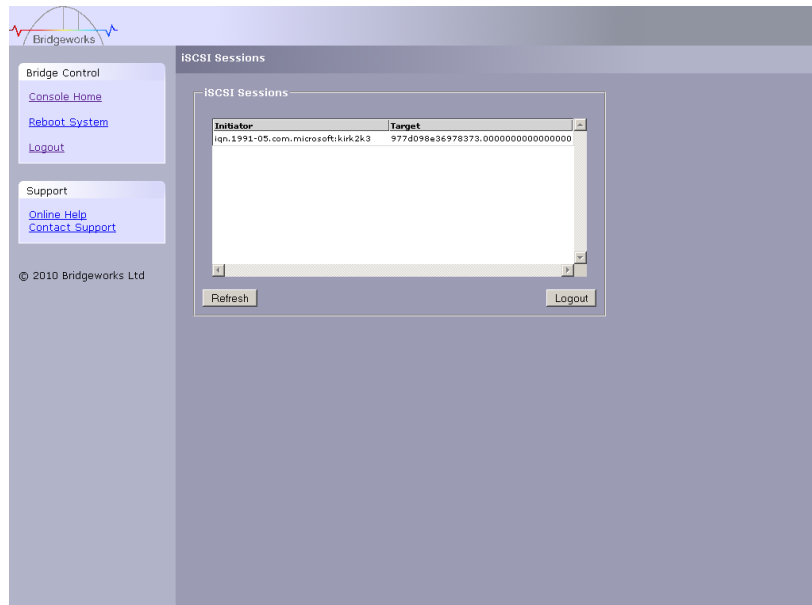 Bridgeworks
iSCSI Sessions
Bridge Control
Console Home
Reboot System
Logout
Support
Online Help
Contact Support
© 2010 Bridgeworks Ltd
iSCSI Sessions
Initiator Target
iqn.1991-05.com.microsoft:kirk2k3 977d098e36978373.0000000000000000
Refresh Logout